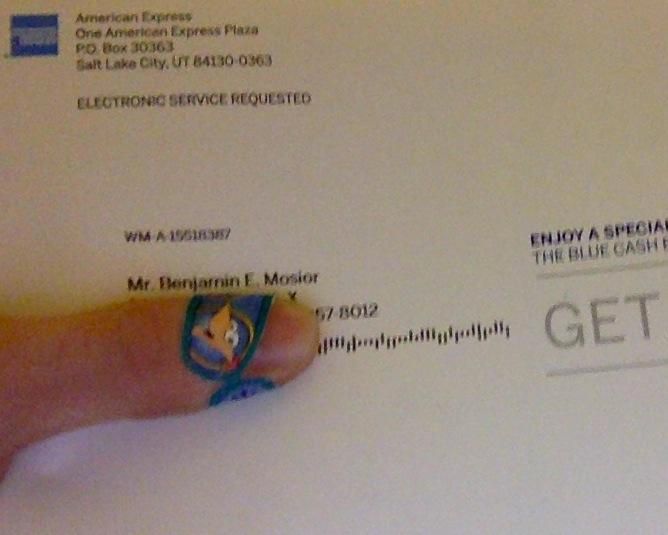 American Express
One American Express Plaza
P.O. Box 30363
Salt Lake City, UT 84130-0363
ELECTRONIC SERVICE REQUESTED
WM-A-15518387
Mr. Benjamin E. Mosior
57-8012
ENJOY A SPECIAL
THE BLUE CASH
GET